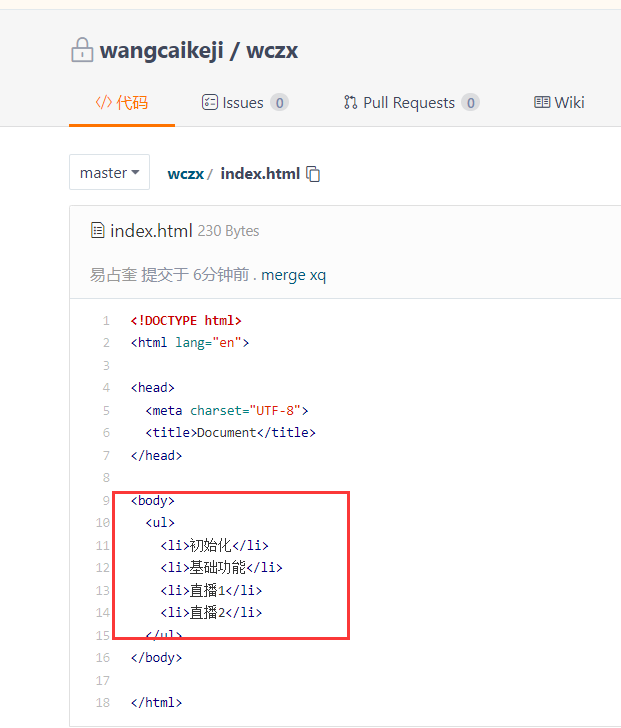 wangcaikeji / wczx
代码 Issues 0 Pull Requests 0 Wiki
master wczx / index.html
index.html 230 Bytes
易占奎 提交于 6分钟前 . merge xq
1 <!DOCTYPE html>
2 <html lang="en">
3
4 <head>
5 <meta charset="UTF-8">
6 <title>Document</title>
7 </head>
8
9 <body>
10 <ul>
11 <li>初始化</li>
12 <li>基础功能</li>
13 <li>直播1</li>
14 <li>直播2</li>
15 </ul>
16 </body>
17
18 </html>